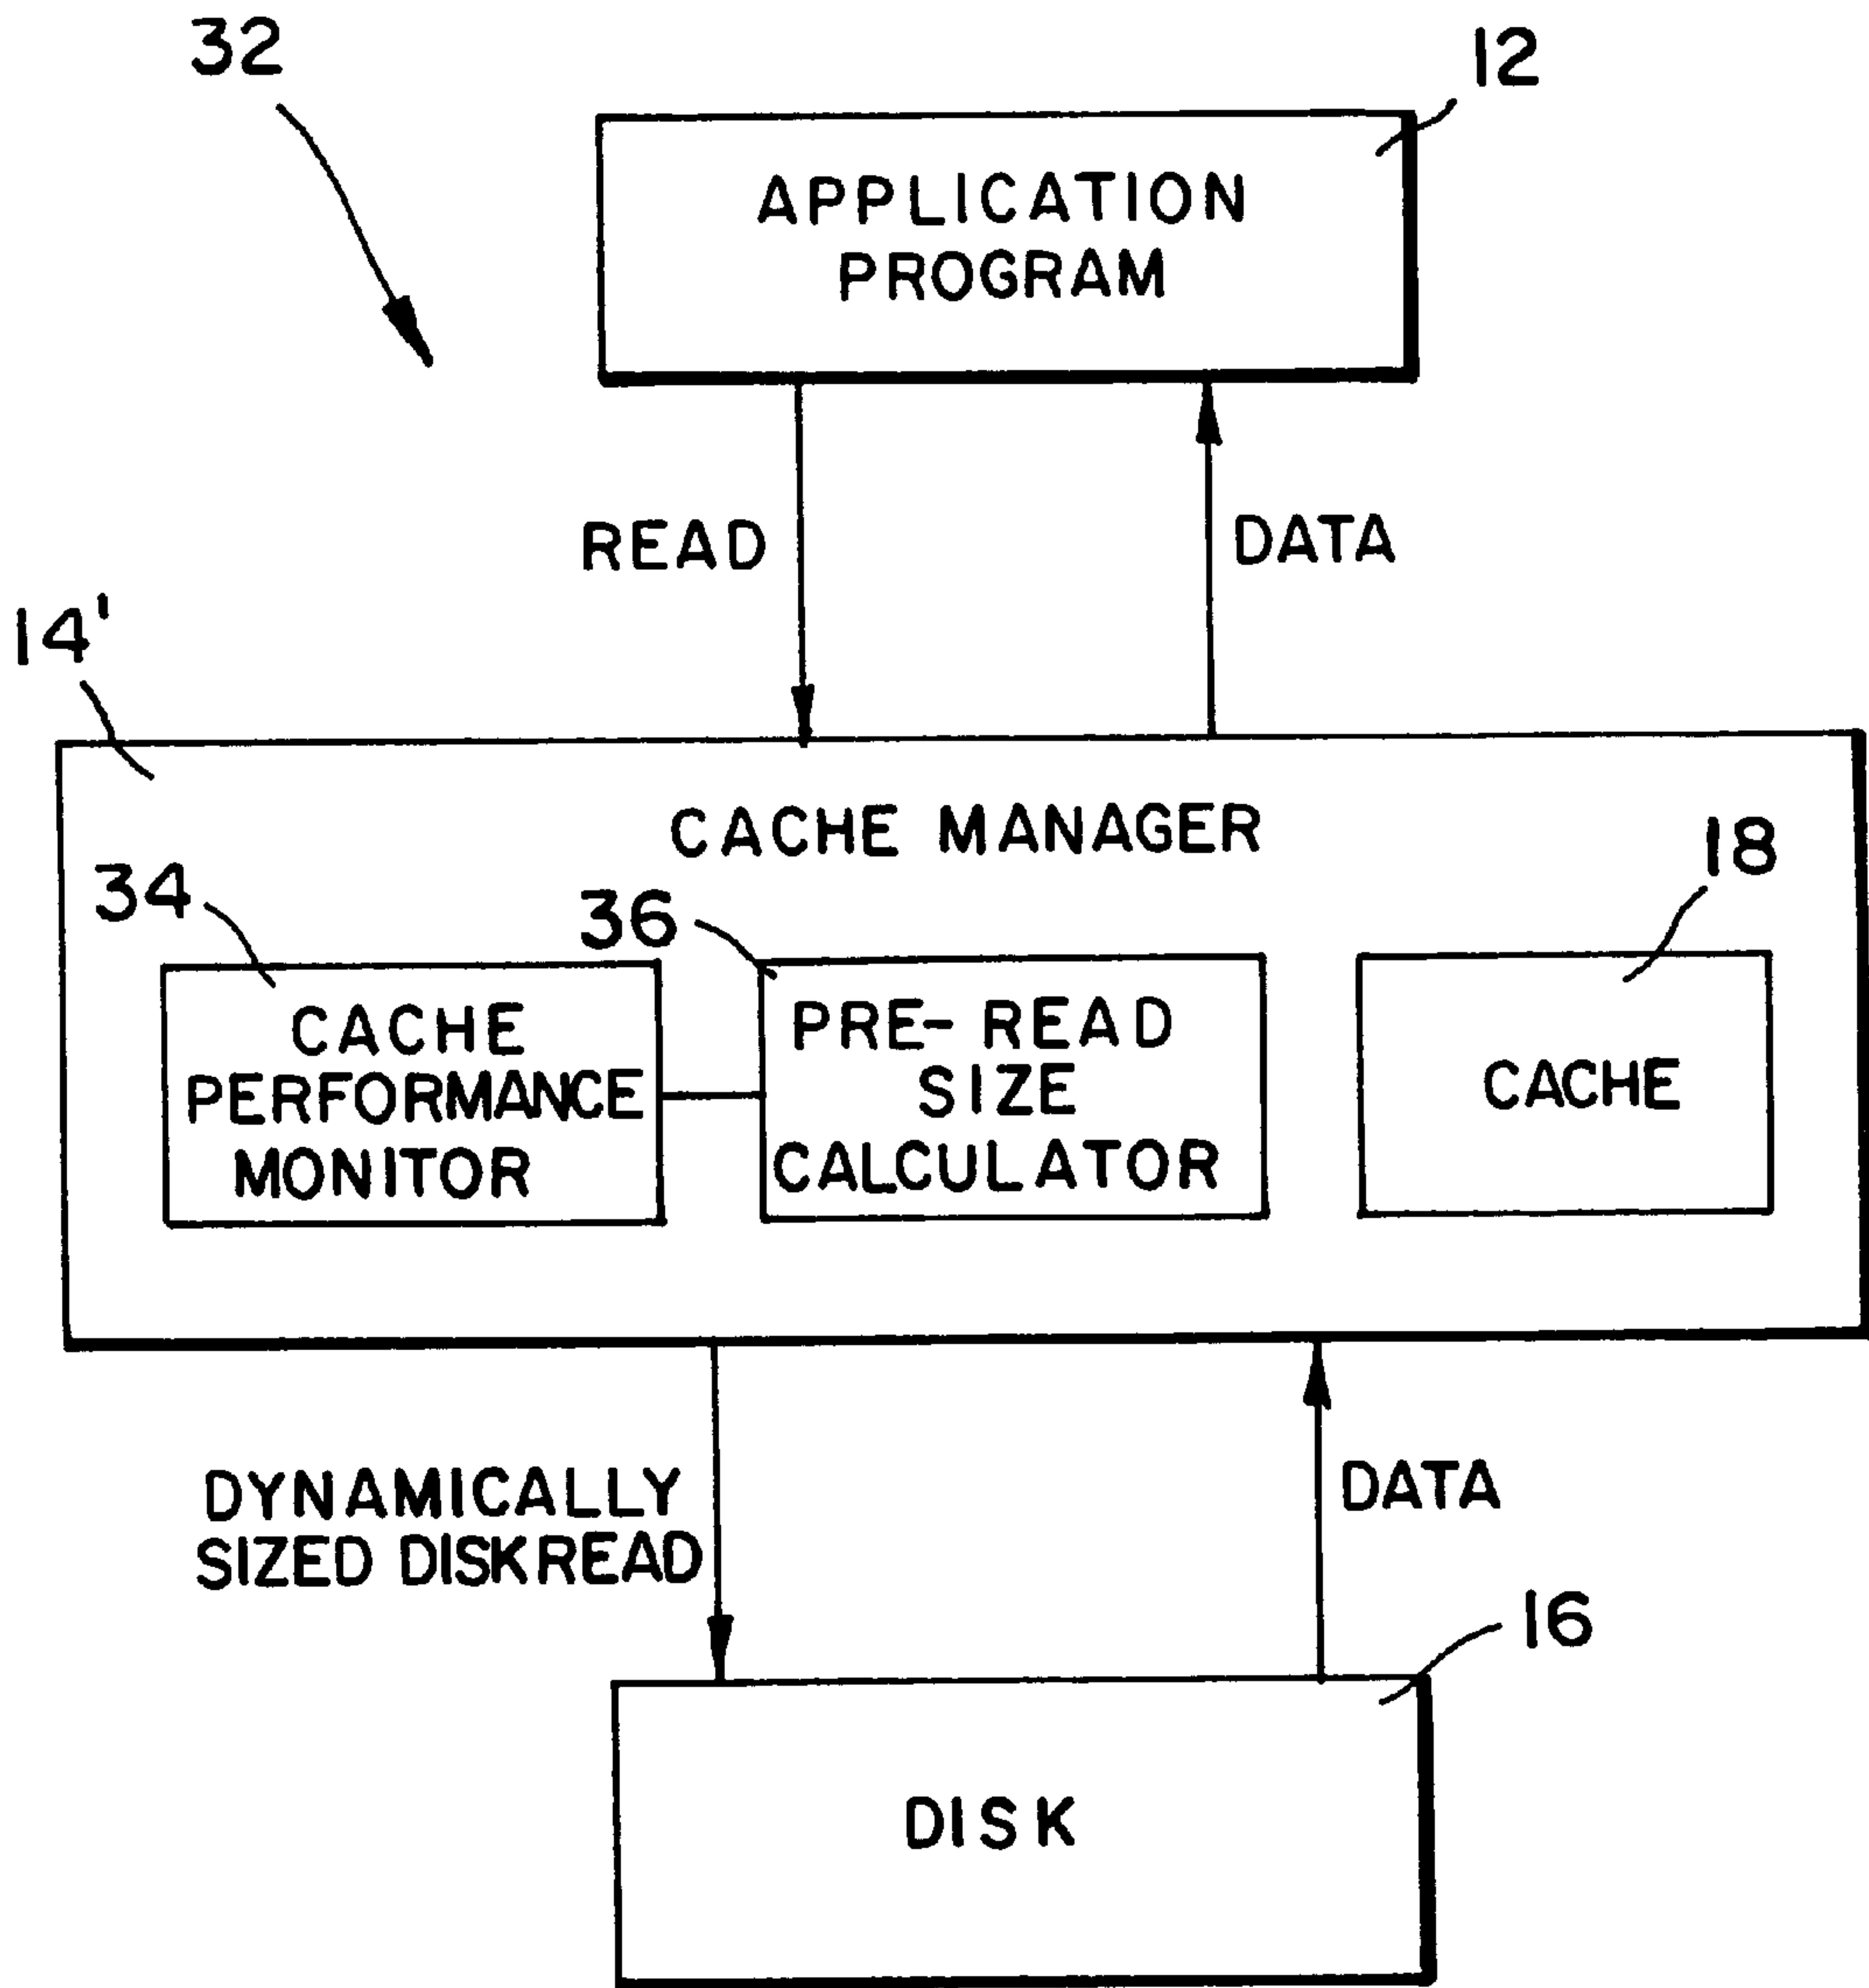 32
12
APPLICATION
PROGRAM
READ
DATA
14'
CACHE MANAGER
34
36
18
CACHE
PERFORMANCE
MONITOR
PRE-READ
SIZE
CALCULATOR
CACHE
DYNAMICALLY
SIZED DISKREAD
DATA
16
DISK